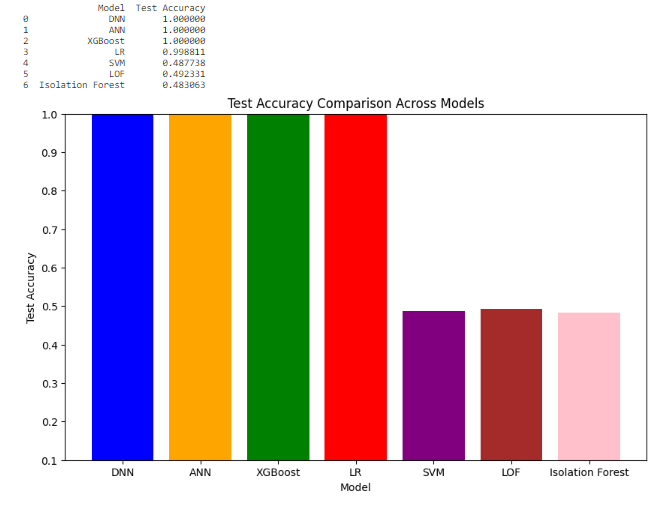 Model Test Accuracy
0 DNN 1.000000
1 ANN 1.000000
2 XGBoost 1.000000
3 LR 0.998811
4 SVM 0.487738
5 LOF 0.492331
6 Isolation Forest 0.483063
Test Accuracy Comparison Across Models
1.0
0.9
0.8
0.7
0.6
0.5
0.4
0.3
0.2
0.1
Test Accuracy
DNN ANN XGBoost LR SVM LOF Isolation Forest
Model